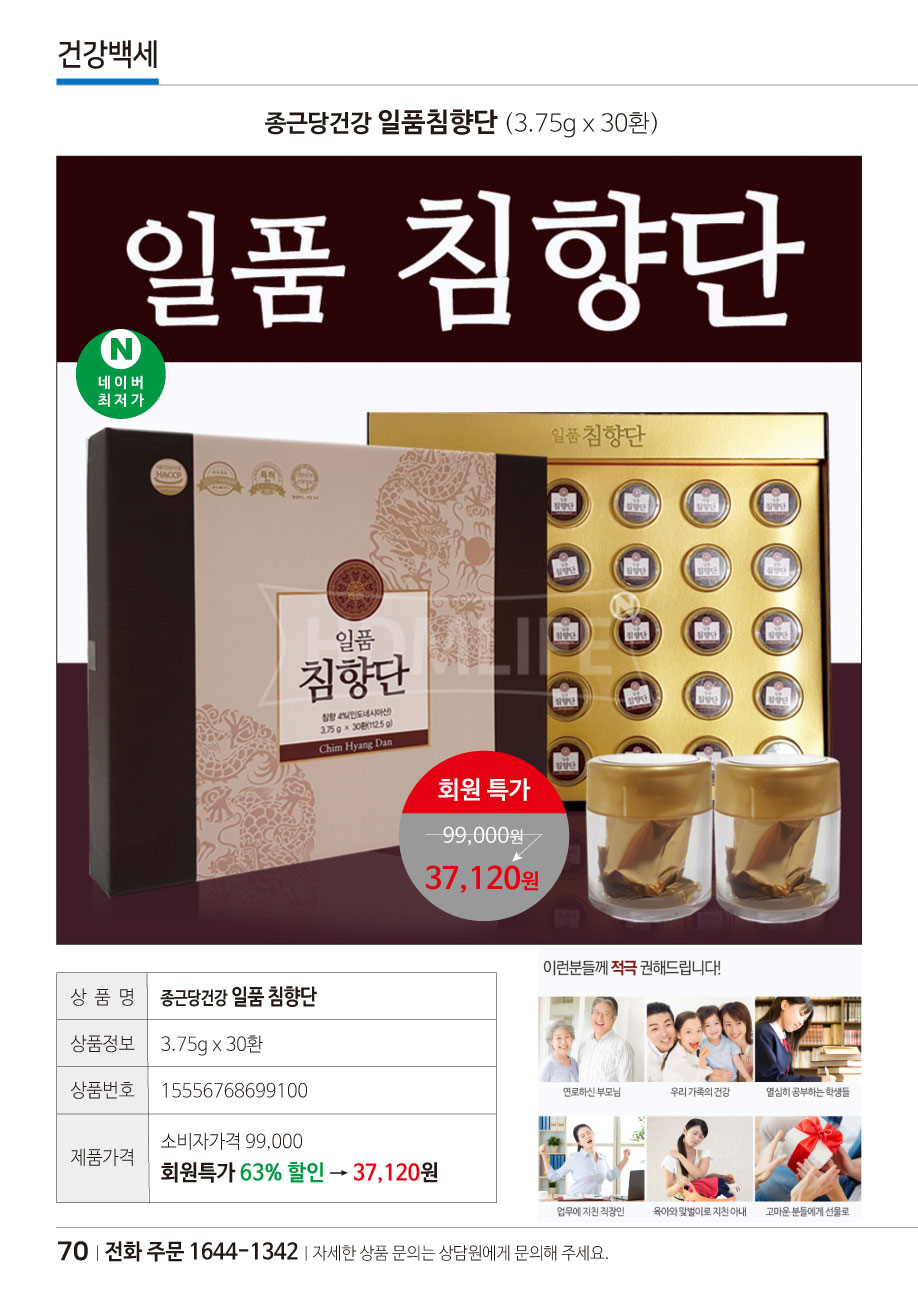 건강백세
종근당건강 일품침향단 (3.75g x 30환)
일품 침향단
N
네이버
최저가
일품침향단
HACCP
특허
일품
침향단
침향 4%(인도네시아산)
3.75 g × 30환(112.5 g)
Chim Hyang Dan
HOMLIFE
N
회원 특가
99,000원
37,120원
상 품 명 종근당건강 일품 침향단
상품정보 3.75g x 30환
상품번호 15556768699100
제품가격 소비자가격 99,000
회원특가 63% 할인 → 37,120원
이런분들께 적극 권해드립니다!
연로하신 부모님 우리 가족의 건강 열심히 공부하는 학생들
업무에 지친 직장인 육아와 맞벌이로 지친 아내 고마운 분들에게 선물로
70 | 전화 주문 1644-1342 | 자세한 상품 문의는 상담원에게 문의해 주세요.